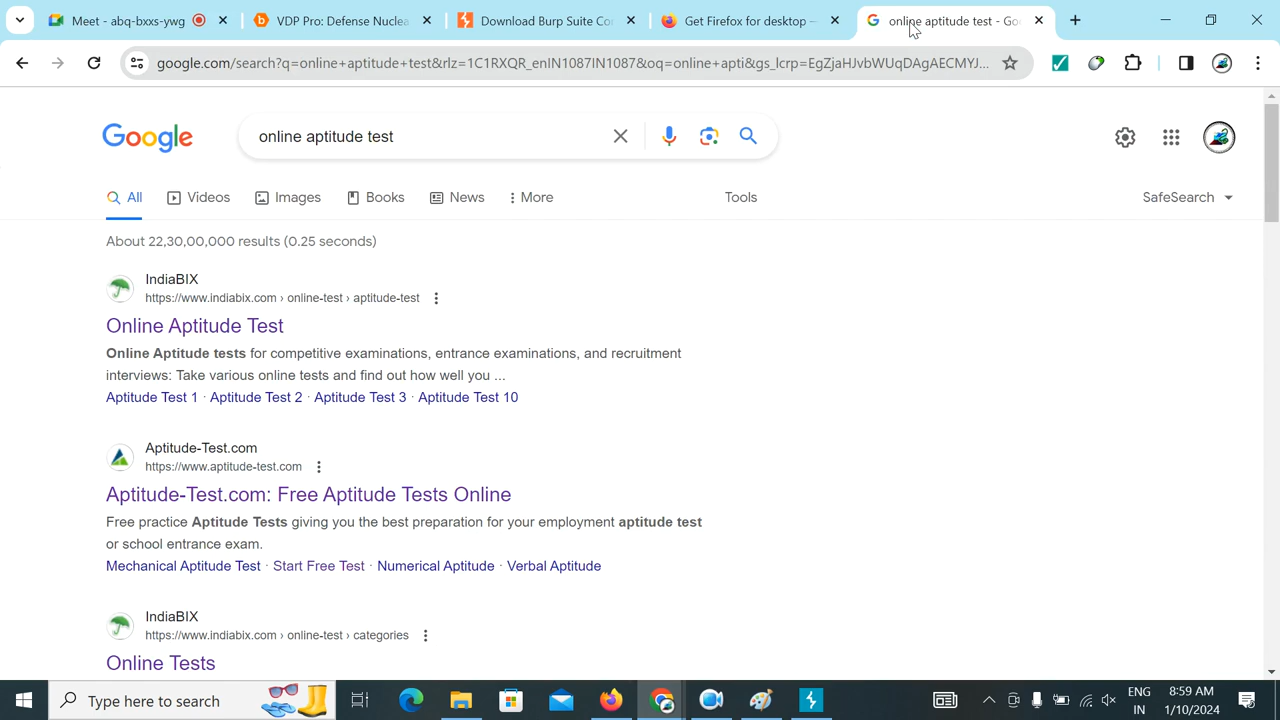 Meet - abq-bxxs-ywg
VDP Pro: Defense Nuclea
Download Burp Suite Co
Get Firefox for desktop —
online aptitude test - Goo
google.com/search?q=online+aptitude+test&rlz=1C1RXQR_enIN1087IN1087&oq=online+apti&gs_lcrp=EgZjaHJvbWUqDAgAECMYJ...
Google
online aptitude test
All
Videos
Images
Books
News
More
Tools
SafeSearch
About 22,30,00,000 results (0.25 seconds)
IndiaBIX
https://www.indiabix.com › online-test › aptitude-test
Online Aptitude Test
Online Aptitude tests for competitive examinations, entrance examinations, and recruitment
interviews: Take various online tests and find out how well you ...
Aptitude Test 1 · Aptitude Test 2 · Aptitude Test 3 · Aptitude Test 10
Aptitude-Test.com
https://www.aptitude-test.com
Aptitude-Test.com: Free Aptitude Tests Online
Free practice Aptitude Tests giving you the best preparation for your employment aptitude test
or school entrance exam.
Mechanical Aptitude Test · Start Free Test · Numerical Aptitude · Verbal Aptitude
IndiaBIX
https://www.indiabix.com › online-test › categories
Online Tests
Type here to search
ENG
IN
8:59 AM
1/10/2024